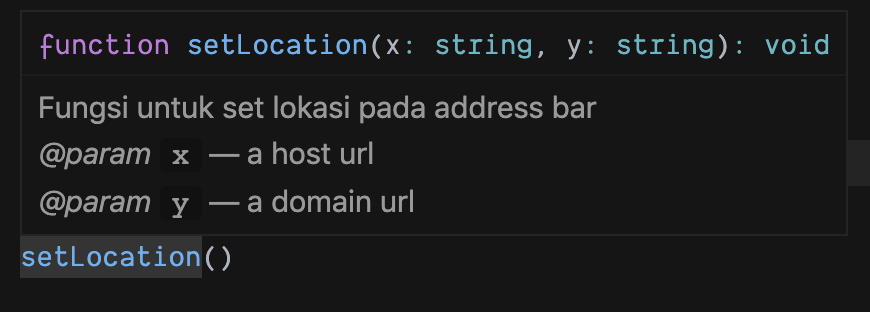 function setLocation(x: string, y: string): void
Fungsi untuk set lokasi pada address bar
@param x — a host url
@param y — a domain url
setLocation()